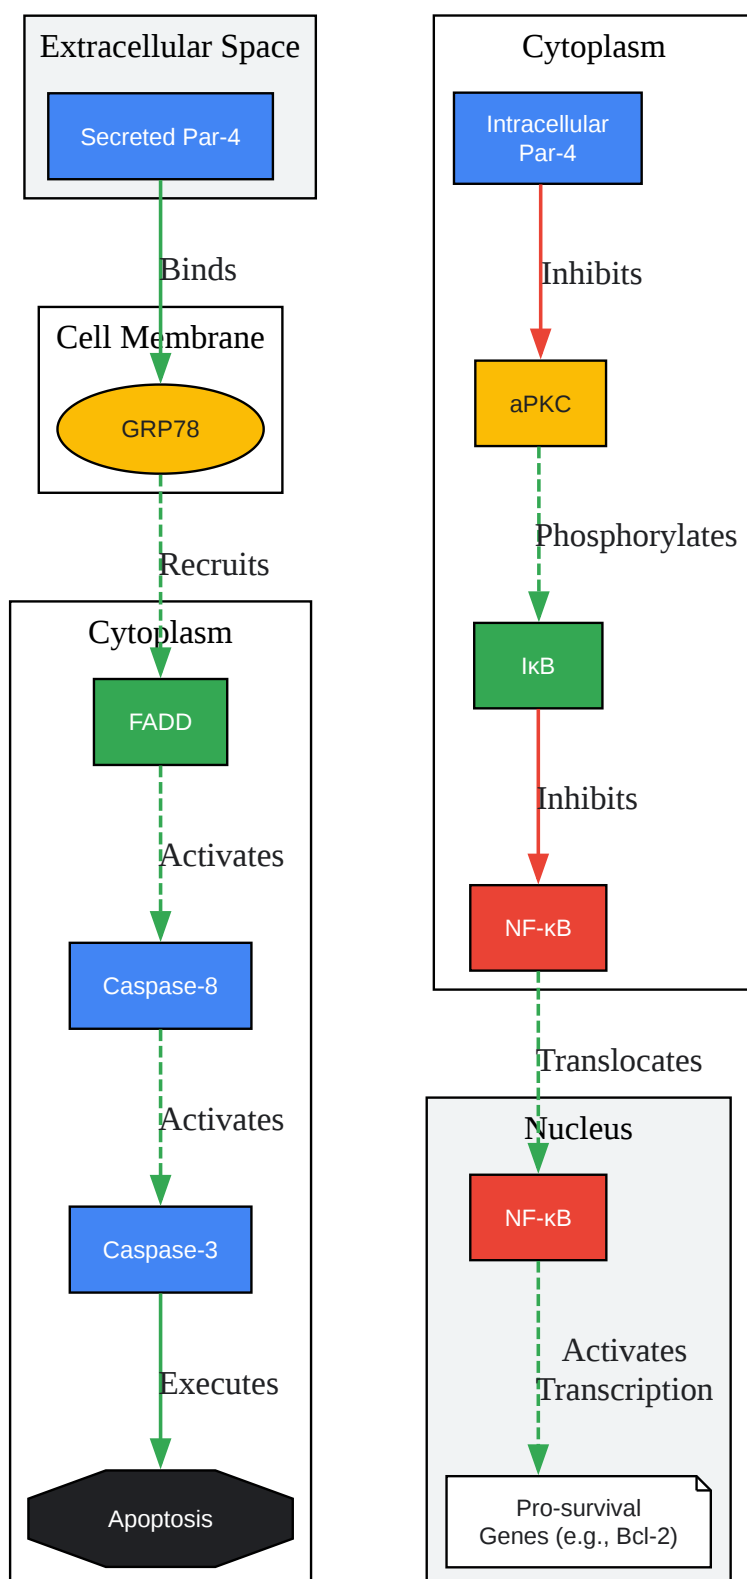 Extracellular Space
Secreted Par-4
Binds
Cell Membrane
GRP78
Recruits
Cytoplasm
FADD
Activates
Caspase-8
Activates
Caspase-3
Executes
Apoptosis
Cytoplasm
Intracellular
Par-4
Inhibits
aPKC
Phosphorylates
IκB
Inhibits
NF-κB
Translocates
Nucleus
NF-κB
Activates
Transcription
Pro-survival
Genes (e.g., Bcl-2)